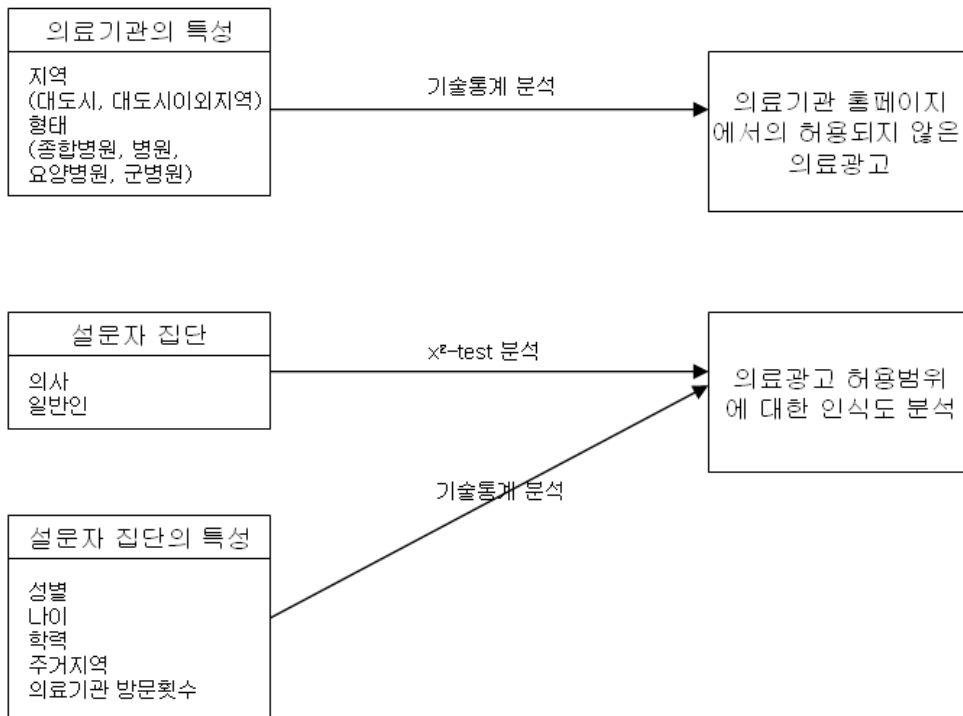 의료기관의 특성
지역
(대도시, 대도시이외지역)
형태
(종합병원, 병원,
요양병원, 군병원)
기술통계 분석
의료기관 홈페이지
에서의 허용되지 않은
의료광고
설문자 집단
의사
일반인
x²-test 분석
의료광고 허용범위
에 대한 인식도 분석
기술통계 분석
설문자 집단의 특성
성별
나이
학력
주거지역
의료기관 방문횟수